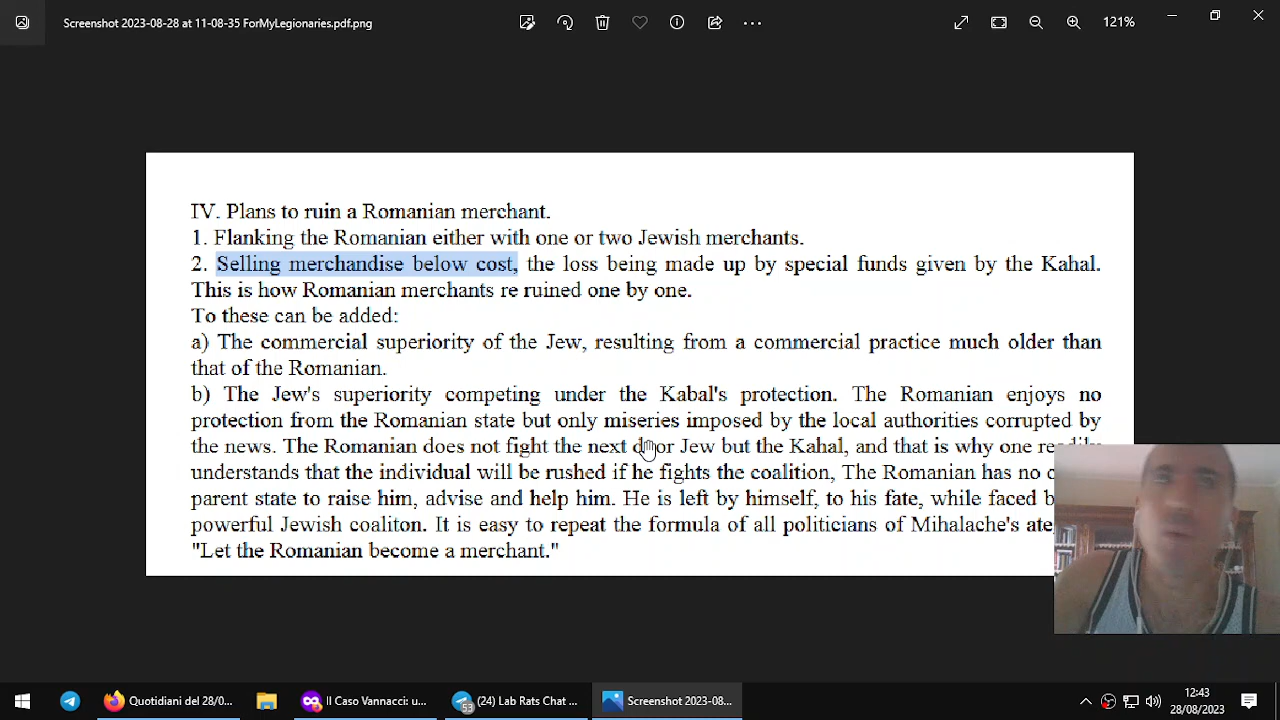 Screenshot 2023-08-28 at 11-08-35 ForMyLegionaries.pdf.png
121%
IV. Plans to ruin a Romanian merchant.
1. Flanking the Romanian either with one or two Jewish merchants.
2. Selling merchandise below cost, the loss being made up by special funds given by the Kahal.
This is how Romanian merchants re ruined one by one.
To these can be added:
a) The commercial superiority of the Jew, resulting from a commercial practice much older than
that of the Romanian.
b) The Jew's superiority competing under the Kabal's protection. The Romanian enjoys no
protection from the Romanian state but only miseries imposed by the local authorities corrupted by
the news. The Romanian does not fight the next door Jew but the Kahal, and that is why one
understands that the individual will be rushed if he fights the coalition, The Romanian has no
parent state to raise him, advise and help him. He is left by himself, to his fate, while faced
powerful Jewish coaliton. It is easy to repeat the formula of all politicians of Mihalache's
"Let the Romanian become a merchant."
Quotidiani del 28/0...
Il Caso Vannacci: u...
53
(24) Lab Rats Chat ...
Screenshot 2023-08...
12:43
28/08/2023